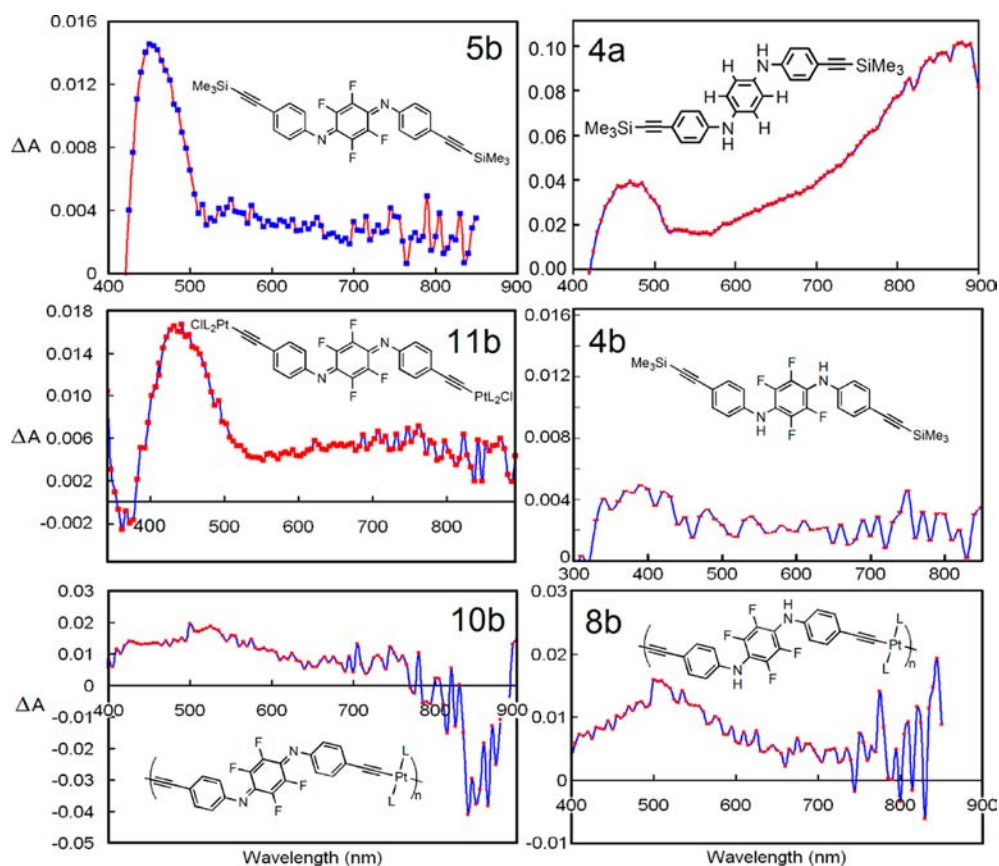 0.016
0.012
0.008
0.004
0
ΔA
5b
Me3Si
F
F
N
N
F
F
SiMe3
400 500 600 700 800 900
0.10
0.08
0.06
0.04
0.02
0.00
4a
H
N
SiMe3
H
H
H
H
Me3Si
N
H
400 500 600 700 800 900
0.018
0.014
0.010
0.006
0.002
-0.002
ΔA
11b
ClL2Pt
F
F
N
N
F
F
PtL2Cl
400 500 600 700 800
0.016
0.012
0.008
0.004
0
4b
Me3Si
F
F
H
N
N
H
F
F
SiMe3
300 400 500 600 700 800
0.03
0.02
0.01
0
-0.01
-0.02
-0.03
-0.04
-0.05
ΔA
10b
400 500 600 700 800 900
F
F
N
N
F
F
L
Pt
L
n
Wavelength (nm)
0.03
0.02
0.01
0
-0.01
8b
F
F
H
N
N
H
F
F
L
Pt
L
n
400 500 600 700 800 900
Wavelength (nm)